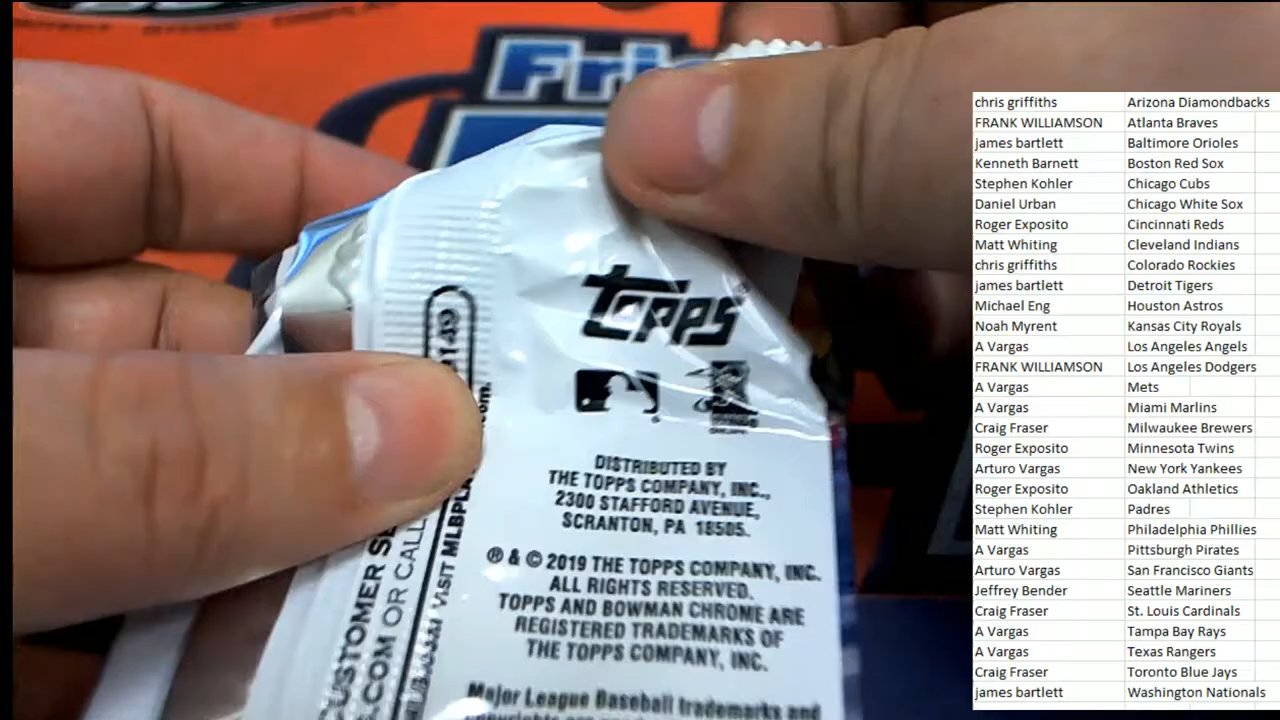 Fri
TOPPS
DISTRIBUTED BY
THE TOPPS COMPANY, INC.,
2300 STAFFORD AVENUE,
SCRANTON, PA 18505.
® & © 2019 THE TOPPS COMPANY, INC.
ALL RIGHTS RESERVED.
TOPPS AND BOWMAN CHROME ARE
REGISTERED TRADEMARKS OF
THE TOPPS COMPANY, INC.
Major League Baseball trademarks and
CUSTOMER
.COM OR CALL
VISIT
chris griffiths Arizona Diamondbacks
FRANK WILLIAMSON Atlanta Braves
james bartlett Baltimore Orioles
Kenneth Barnett Boston Red Sox
Stephen Kohler Chicago Cubs
Daniel Urban Chicago White Sox
Roger Exposito Cincinnati Reds
Matt Whiting Cleveland Indians
chris griffiths Colorado Rockies
james bartlett Detroit Tigers
Michael Eng Houston Astros
Noah Myrent Kansas City Royals
A Vargas Los Angeles Angels
FRANK WILLIAMSON Los Angeles Dodgers
A Vargas Mets
A Vargas Miami Marlins
Craig Fraser Milwaukee Brewers
Roger Exposito Minnesota Twins
Arturo Vargas New York Yankees
Roger Exposito Oakland Athletics
Stephen Kohler Padres
Matt Whiting Philadelphia Phillies
A Vargas Pittsburgh Pirates
Arturo Vargas San Francisco Giants
Jeffrey Bender Seattle Mariners
Craig Fraser St. Louis Cardinals
A Vargas Tampa Bay Rays
A Vargas Texas Rangers
Craig Fraser Toronto Blue Jays
james bartlett Washington Nationals